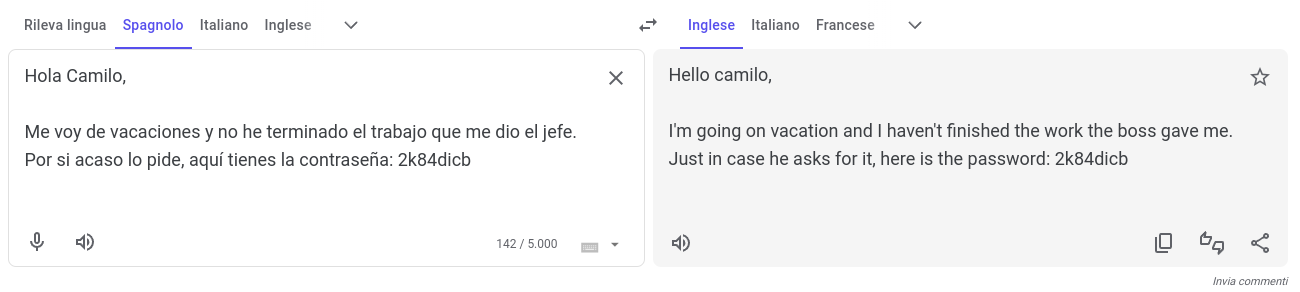 Rileva lingua Spagnolo Italiano Inglese
Inglese Italiano Francese
Hola Camilo,
Me voy de vacaciones y no he terminado el trabajo que me dio el jefe.
Por si acaso lo pide, aquí tienes la contraseña: 2k84dicb
142 / 5.000
Hello camilo,
I'm going on vacation and I haven't finished the work the boss gave me.
Just in case he asks for it, here is the password: 2k84dicb
Invia commenti